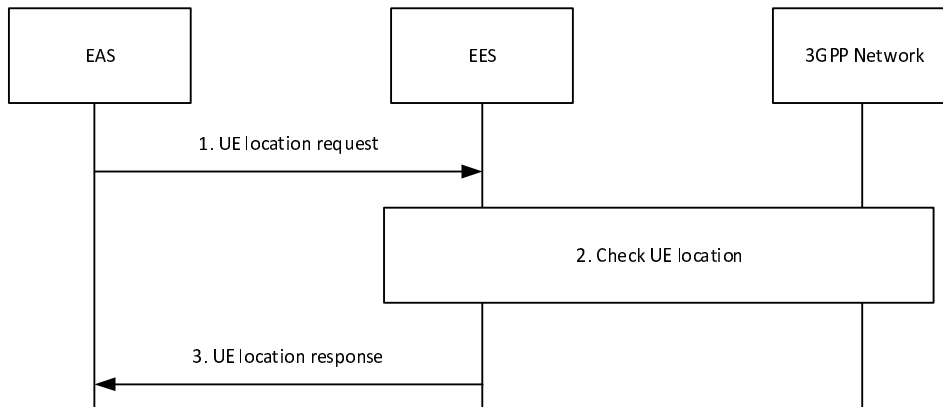 EAS
EES
3GPP Network
1. UE location request
2. Check UE location
3. UE location response